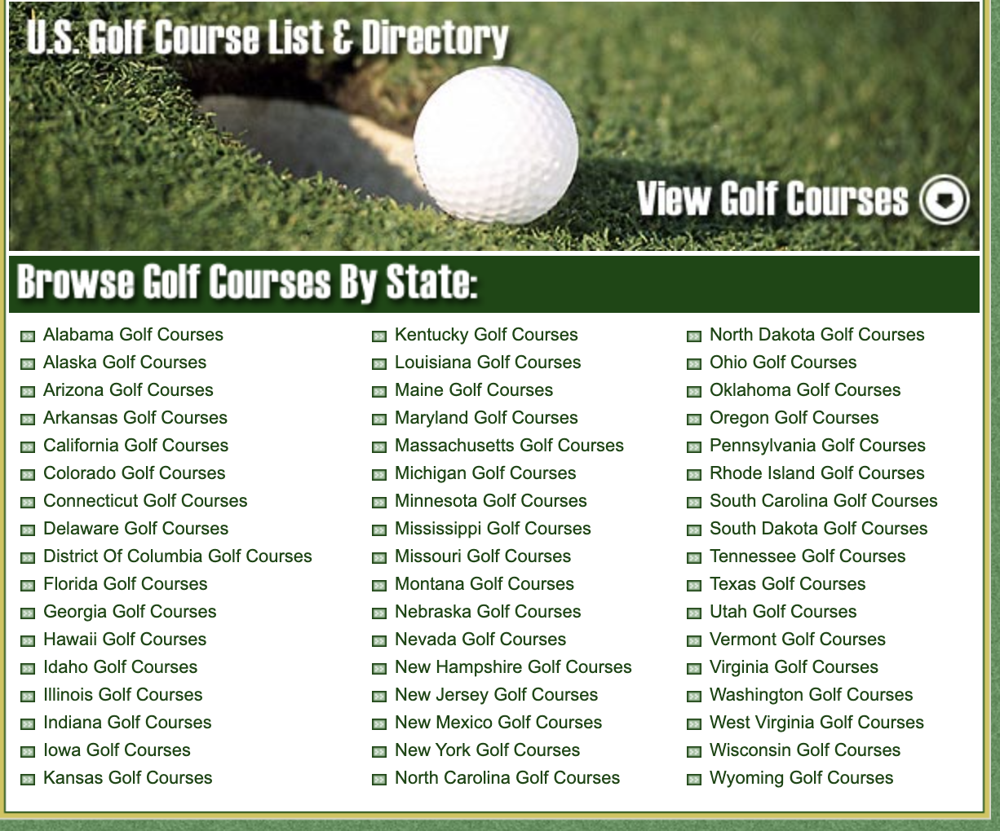 U.S. Golf Course List & Directory
View Golf Courses
Browse Golf Courses By State:
Alabama Golf Courses
Alaska Golf Courses
Arizona Golf Courses
Arkansas Golf Courses
California Golf Courses
Colorado Golf Courses
Connecticut Golf Courses
Delaware Golf Courses
District Of Columbia Golf Courses
Florida Golf Courses
Georgia Golf Courses
Hawaii Golf Courses
Idaho Golf Courses
Illinois Golf Courses
Indiana Golf Courses
Iowa Golf Courses
Kansas Golf Courses
Kentucky Golf Courses
Louisiana Golf Courses
Maine Golf Courses
Maryland Golf Courses
Massachusetts Golf Courses
Michigan Golf Courses
Minnesota Golf Courses
Mississippi Golf Courses
Missouri Golf Courses
Montana Golf Courses
Nebraska Golf Courses
Nevada Golf Courses
New Hampshire Golf Courses
New Jersey Golf Courses
New Mexico Golf Courses
New York Golf Courses
North Carolina Golf Courses
North Dakota Golf Courses
Ohio Golf Courses
Oklahoma Golf Courses
Oregon Golf Courses
Pennsylvania Golf Courses
Rhode Island Golf Courses
South Carolina Golf Courses
South Dakota Golf Courses
Tennessee Golf Courses
Texas Golf Courses
Utah Golf Courses
Vermont Golf Courses
Virginia Golf Courses
Washington Golf Courses
West Virginia Golf Courses
Wisconsin Golf Courses
Wyoming Golf Courses